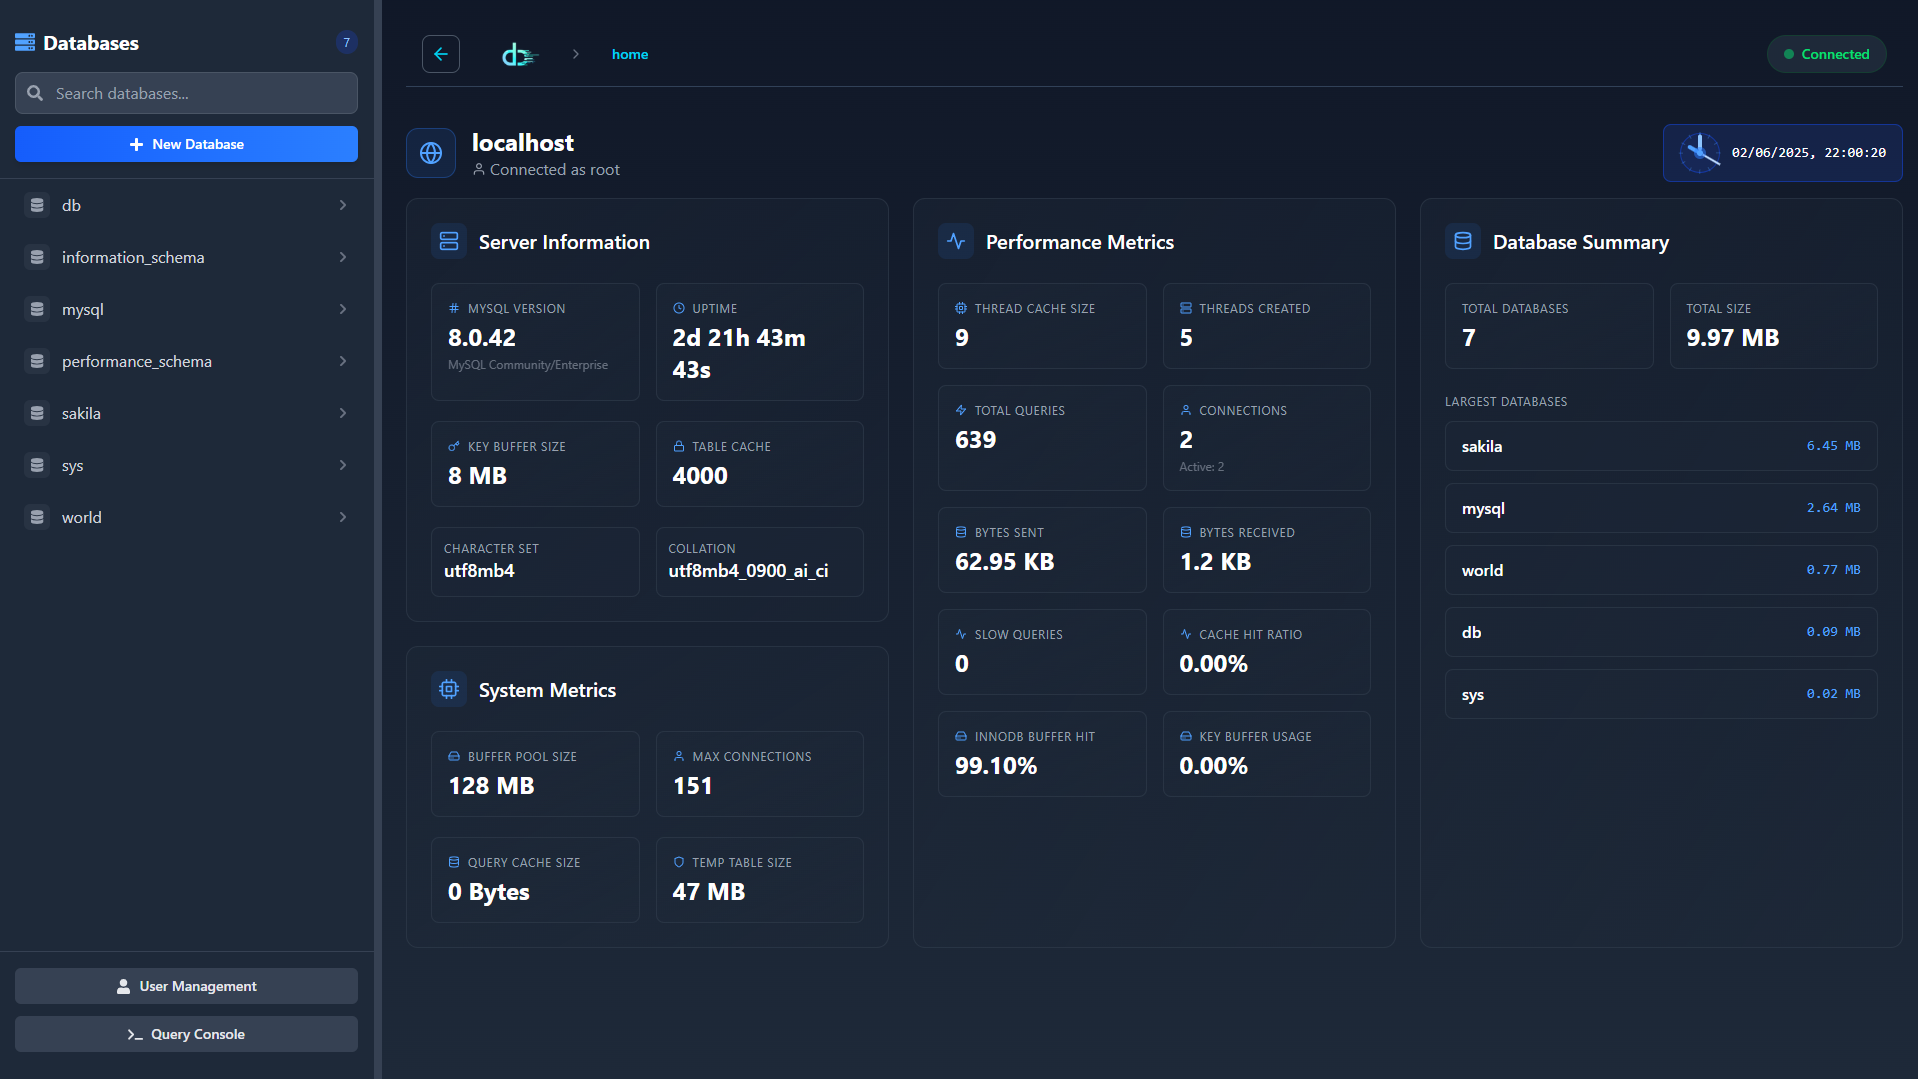 Databases
7
Search databases...
New Database
db
information_schema
mysql
performance_schema
sakila
sys
world
User Management
Query Console
home
Connected
localhost
Connected as root
02/06/2025, 22:00:20
Server Information
MYSQL VERSION
8.0.42
MySQL Community/Enterprise
UPTIME
2d 21h 43m
43s
KEY BUFFER SIZE
8 MB
TABLE CACHE
4000
CHARACTER SET
utf8mb4
COLLATION
utf8mb4_0900_ai_ci
System Metrics
BUFFER POOL SIZE
128 MB
MAX CONNECTIONS
151
QUERY CACHE SIZE
0 Bytes
TEMP TABLE SIZE
47 MB
Performance Metrics
THREAD CACHE SIZE
9
THREADS CREATED
5
TOTAL QUERIES
639
CONNECTIONS
2
Active: 2
BYTES SENT
62.95 KB
BYTES RECEIVED
1.2 KB
SLOW QUERIES
0
CACHE HIT RATIO
0.00%
INNODB BUFFER HIT
99.10%
KEY BUFFER USAGE
0.00%
Database Summary
TOTAL DATABASES
7
TOTAL SIZE
9.97 MB
LARGEST DATABASES
sakila 6.45 MB
mysql 2.64 MB
world 0.77 MB
db 0.09 MB
sys 0.02 MB